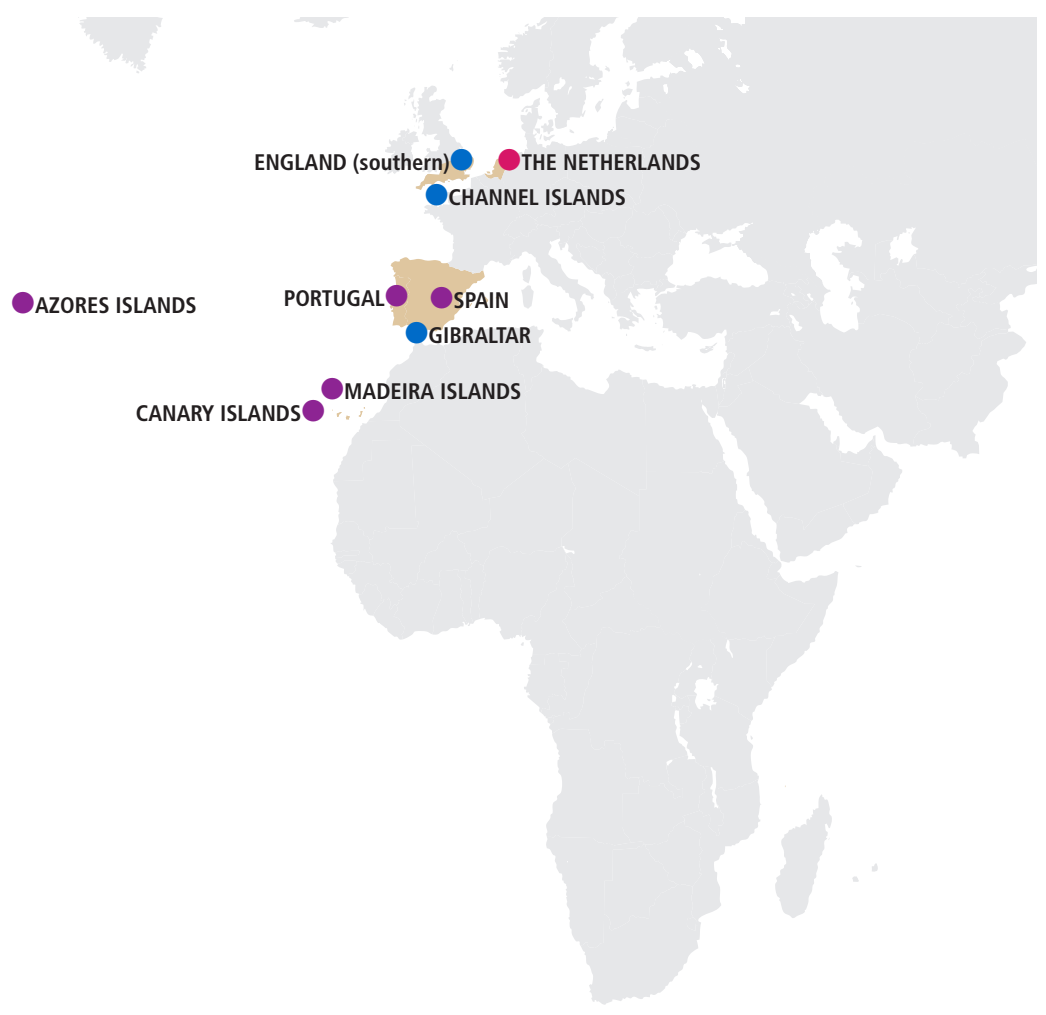 ENGLAND (southern)
THE NETHERLANDS
CHANNEL ISLANDS
AZORES ISLANDS
PORTUGAL
SPAIN
GIBRALTAR
MADEIRA ISLANDS
CANARY ISLANDS